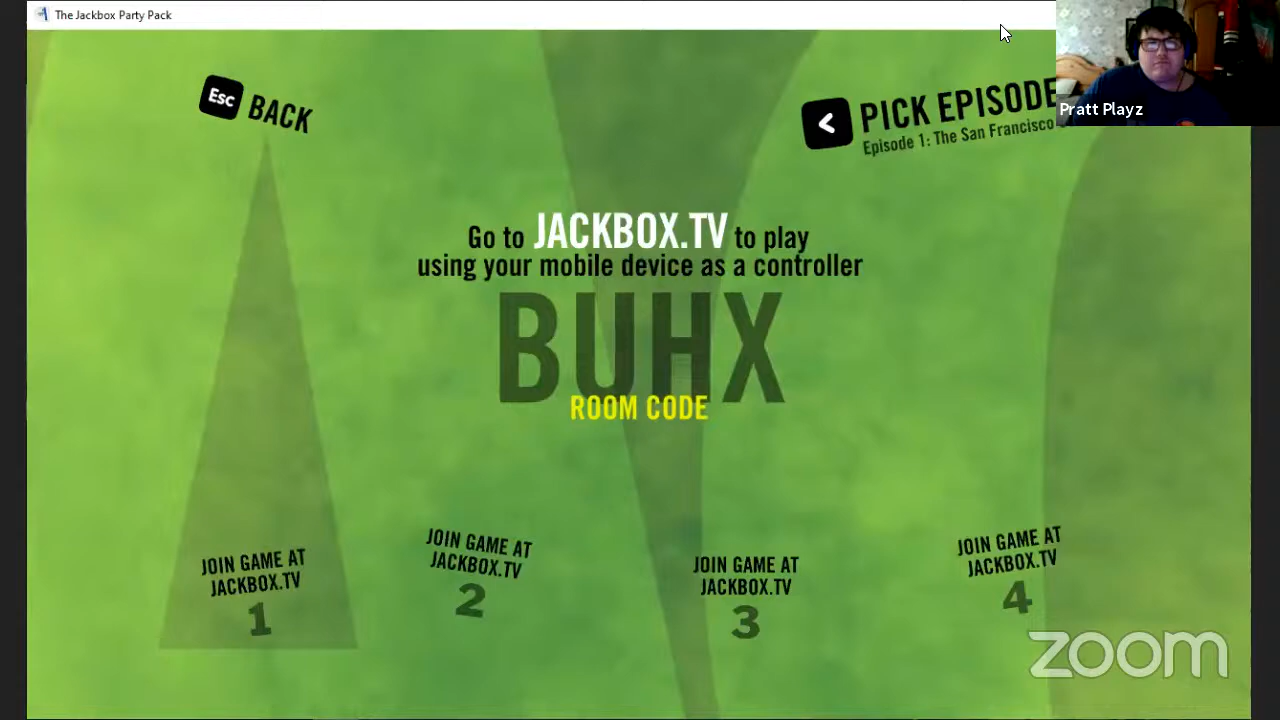 The Jackbox Party Pack
Esc BACK
< PICK EPISODE
Episode 1: The San Francisco
Pratt Playz
Go to JACKBOX.TV to play
using your mobile device as a controller
BUHX
ROOM CODE
JOIN GAME AT
JACKBOX.TV
1
JOIN GAME AT
JACKBOX.TV
2
JOIN GAME AT
JACKBOX.TV
3
JOIN GAME AT
JACKBOX.TV
4
zoom